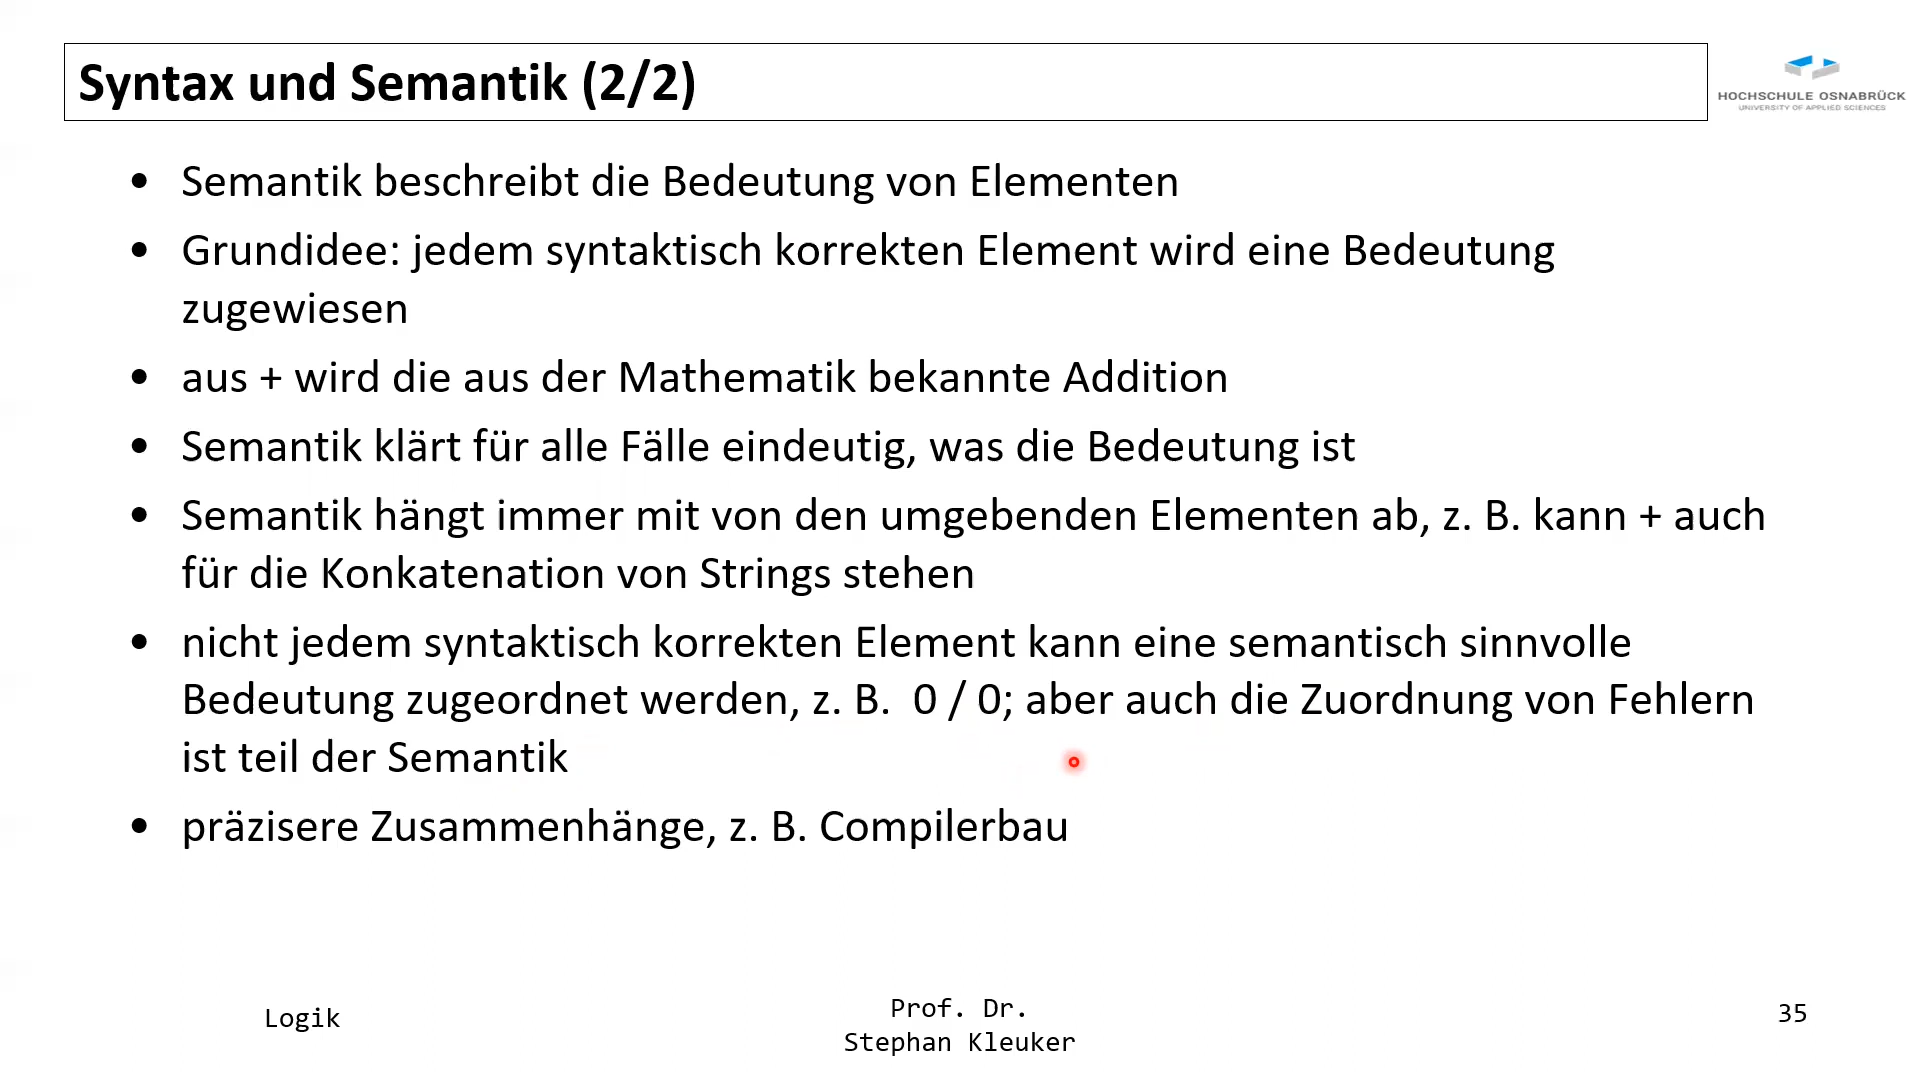 Syntax und Semantik (2/2)
HOCHSCHULE OSNABRÜCK
UNIVERSITY OF APPLIED SCIENCES
• Semantik beschreibt die Bedeutung von Elementen
• Grundidee: jedem syntaktisch korrekten Element wird eine Bedeutung
zugewiesen
• aus + wird die aus der Mathematik bekannte Addition
• Semantik klärt für alle Fälle eindeutig, was die Bedeutung ist
• Semantik hängt immer mit von den umgebenden Elementen ab, z. B. kann + auch
für die Konkatenation von Strings stehen
• nicht jedem syntaktisch korrekten Element kann eine semantisch sinnvolle
Bedeutung zugeordnet werden, z. B. 0 / 0; aber auch die Zuordnung von Fehlern
ist teil der Semantik
• präzisere Zusammenhänge, z. B. Compilerbau
Logik
Prof. Dr.
Stephan Kleuker
35